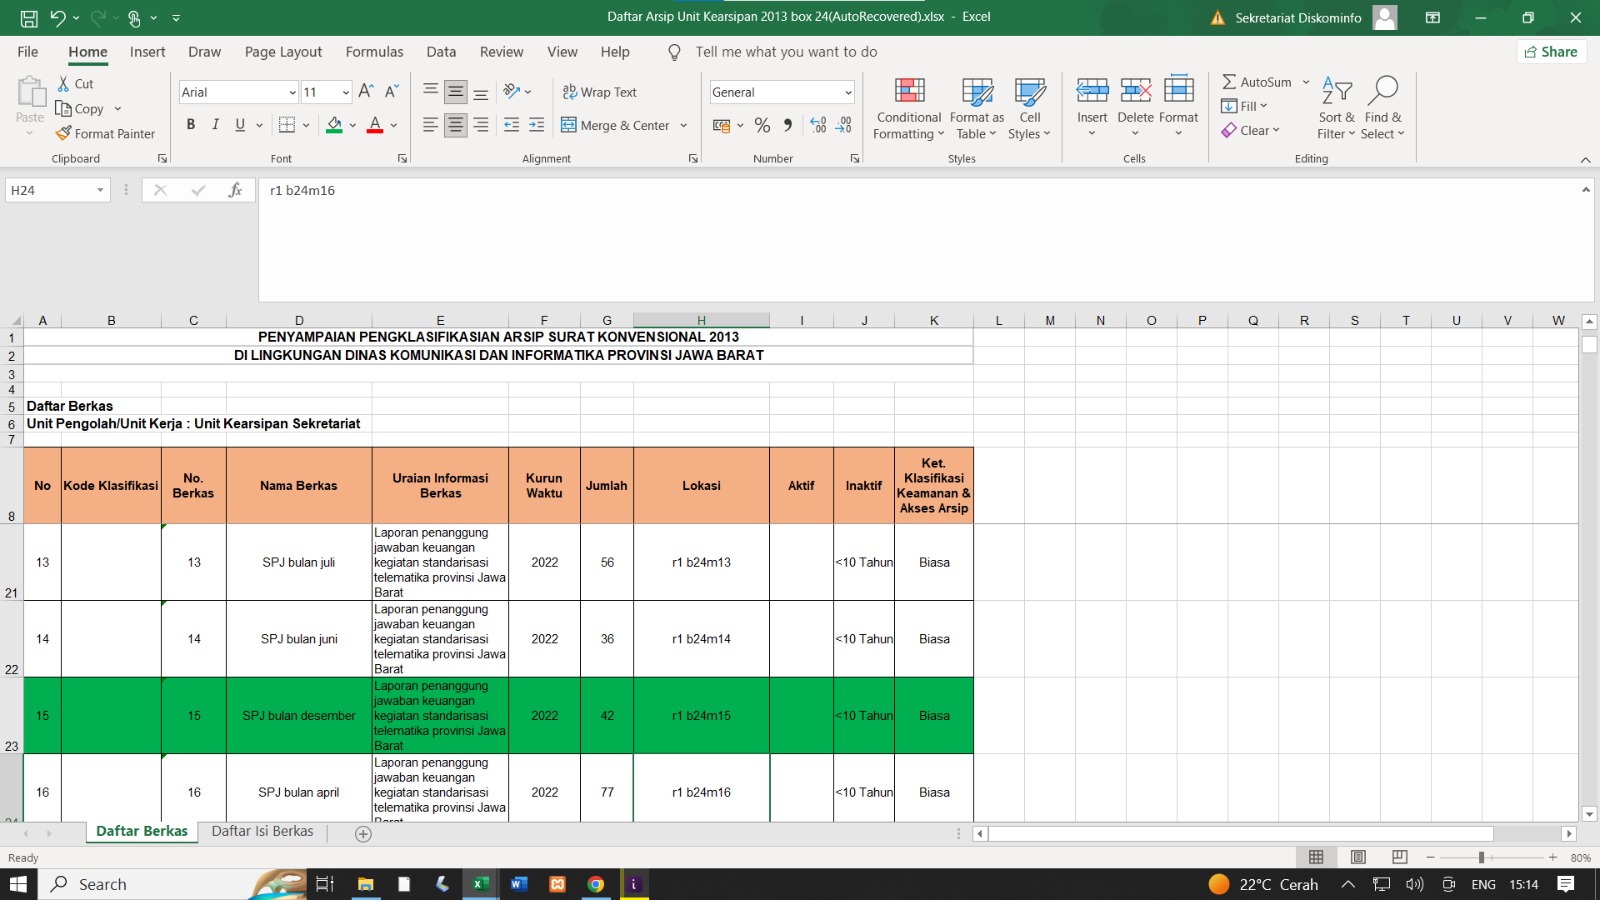 Daftar Arsip Unit Kearsipan 2013 box 24(AutoRecovered).xlsx - Excel
Sekretariat Diskominfo
File Home Insert Draw Page Layout Formulas Data Review View Help Tell me what you want to do
Share
Paste
Cut
Copy
Format Painter
Clipboard
Arial 11
B I U
Font
Wrap Text
Merge & Center
Alignment
General
Number
Conditional Formatting
Format as Table
Cell Styles
Styles
Insert Delete Format
Cells
AutoSum
Fill
Clear
Sort & Filter
Find & Select
Editing
H24
fx
r1 b24m16
A B C D E F G H I J K L M N O P Q R S T U V W
1 PENYAMPAIAN PENGKLASIFIKASIAN ARSIP SURAT KONVENSIONAL 2013
2 DI LINGKUNGAN DINAS KOMUNIKASI DAN INFORMATIKA PROVINSI JAWA BARAT
3
4
5 Daftar Berkas
6 Unit Pengolah/Unit Kerja : Unit Kearsipan Sekretariat
7
8
No
Kode Klasifikasi
No.
Berkas
Nama Berkas
Uraian Informasi
Berkas
Kurun
Waktu
Jumlah
Lokasi
Aktif
Inaktif
Ket.
Klasifikasi
Keamanan &
Akses Arsip
21
13
13
SPJ bulan juli
Laporan penanggung
jawaban keuangan
kegiatan standarisasi
telematika provinsi Jawa
Barat
2022
56
r1 b24m13
<10 Tahun
Biasa
22
14
14
SPJ bulan juni
Laporan penanggung
jawaban keuangan
kegiatan standarisasi
telematika provinsi Jawa
Barat
2022
36
r1 b24m14
<10 Tahun
Biasa
23
15
15
SPJ bulan desember
Laporan penanggung
jawaban keuangan
kegiatan standarisasi
telematika provinsi Jawa
Barat
2022
42
r1 b24m15
<10 Tahun
Biasa
24
16
16
SPJ bulan april
Laporan penanggung
jawaban keuangan
kegiatan standarisasi
telematika provinsi Jawa
Barat
2022
77
r1 b24m16
<10 Tahun
Biasa
Daftar Berkas Daftar Isi Berkas
Ready
80%
Search
22°C Cerah
ENG
15:14